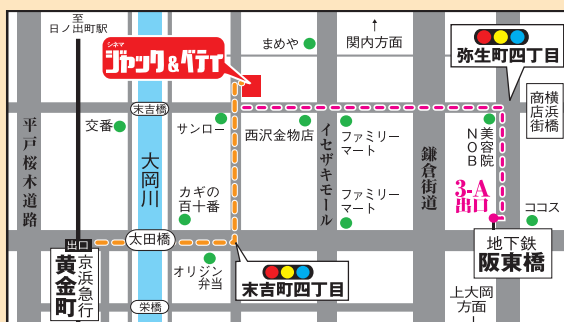 至
日ノ出町駅
シネマ
ジャック&ベティ
まめや
↑
関内方面
弥生町四丁目
末吉橋
交番
サンロー
西沢金物店
イセザキモール
ファミリー
マート
鎌倉街道
美容院
NOB
横浜橋
商店街
平戸桜木道路
大岡川
カギの
百十番
ファミリー
マート
3-A
出口
ココス
出口
太田橋
地下鉄
阪東橋
京浜急行
黄金町
オリジン
弁当
末吉町四丁目
栄橋
上大岡
方面